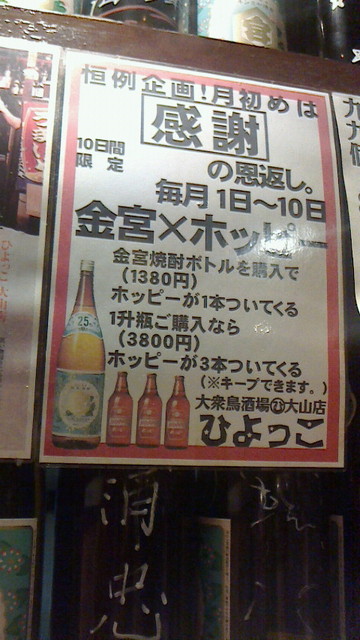 恒例企画!月初めは
感謝
10日間
限定
の恩返し。
毎月1日〜10日
金宮×ホッピー
金宮焼酎ボトルを購入で
(1380円)
ホッピーが1本ついてくる
1升瓶ご購入なら
(3800円)
ホッピーが3本ついてくる
(※キープできます。)
大衆鳥酒場㉓大山店
ひよっこ
25